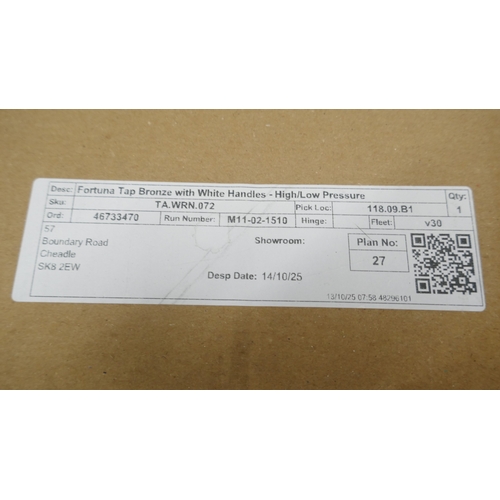 Desc: Fortuna Tap Bronze with White Handles - High/Low Pressure Qty:
Sku: TA.WRN.072 Pick Loc: 118.09.B1 1
Ord: 46733470 Run Number: M11-02-1510 Hinge: Fleet: v30
57
Boundary Road
Cheadle
SK8 2EW
Showroom:
Desp Date: 14/10/25
Plan No:
27
13/10/25 07:58 48296101